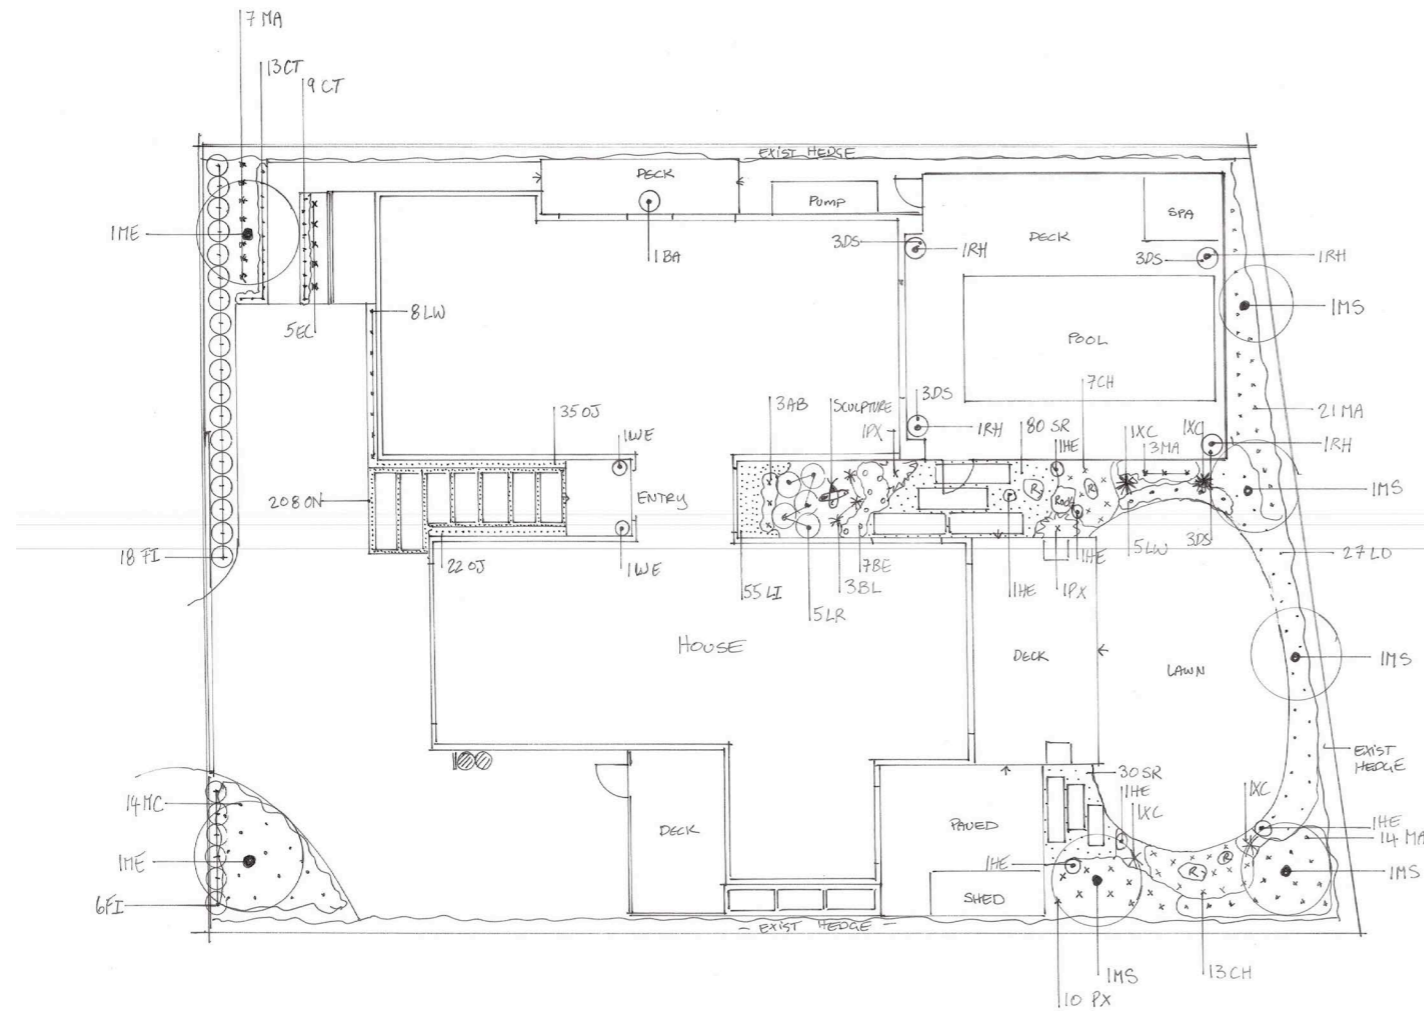 7 MA
13 CT
9 CT
EXIST HEDGE
DECK
PUMP
SPA
1ME
3DS
1RH
DECK
1BA
3DS
1RH
1MS
8 LW
5EC
POOL
7CH
3AB
SCULPTURE
3DS
21 MA
35 OJ
1PX
1RH
80 SR
1XC
1XC
3MA
1RH
1WE
1HE
208 ON
ENTRY
R
ROCK
R
1MS
18 FI
22 OJ
1WE
55 LI
5LR
3BL
7BE
1HE
1PX
1HE
5LW
3DS
27 LO
HOUSE
DECK
LAWN
1MS
EXIST
HEDGE
14 MC
30 SR
1HE
1XC
1XC
1HE
14 MA
DECK
PAVED
1ME
1HE
R
R
1MS
6FI
SHED
- EXIST HEDGE -
1MS
13 CH
10 PX